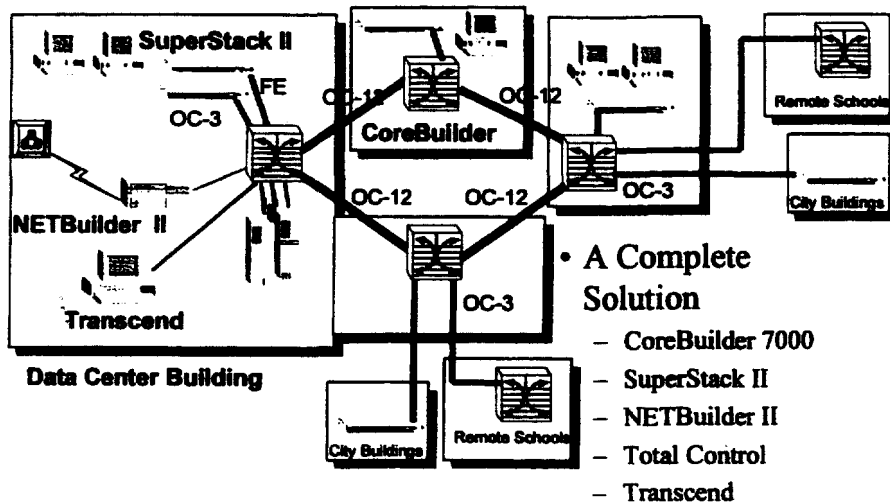 SuperStack II
FE
OC-3
OC-12
CoreBuilder
OC-12
Remote Schools
NETBuilder II
OC-12
OC-12
OC-3
City Buildings
Transcend
OC-3
Data Center Building
City Buildings
Remote Schools
• A Complete
Solution
– CoreBuilder 7000
– SuperStack II
– NETBuilder II
– Total Control
– Transcend